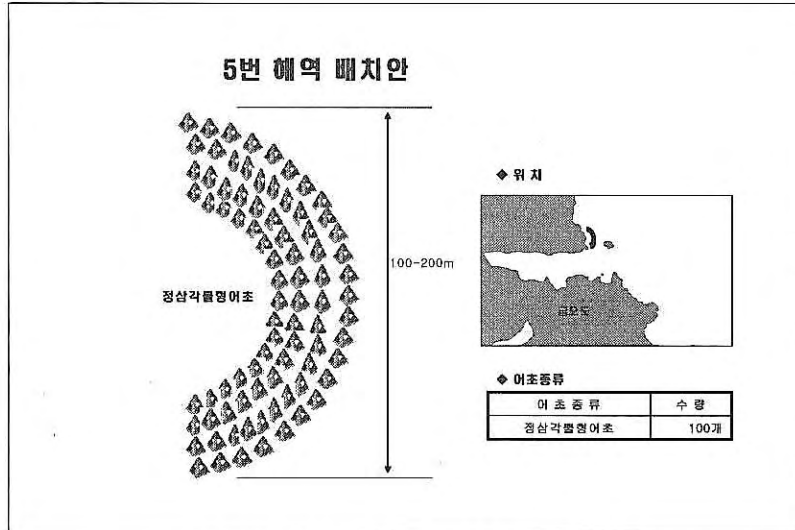 5번 해역 배치안
100-200m
정삼각뿔형어초
◆ 위 치
금오도
◆ 어초종류
어 초 종 류 수 량
정삼각뿔형어초 100개